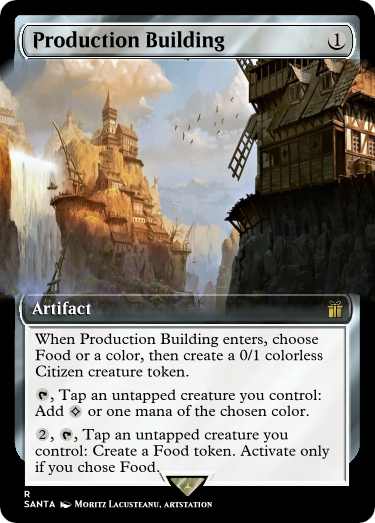 Production Building 1
Artifact
When Production Building enters, choose
Food or a color, then create a 0/1 colorless
Citizen creature token.
, Tap an untapped creature you control:
Add or one mana of the chosen color.
2, , Tap an untapped creature you
control: Create a Food token. Activate only
if you chose Food.
R
SANTA Moritz Lacusteanu, artstation